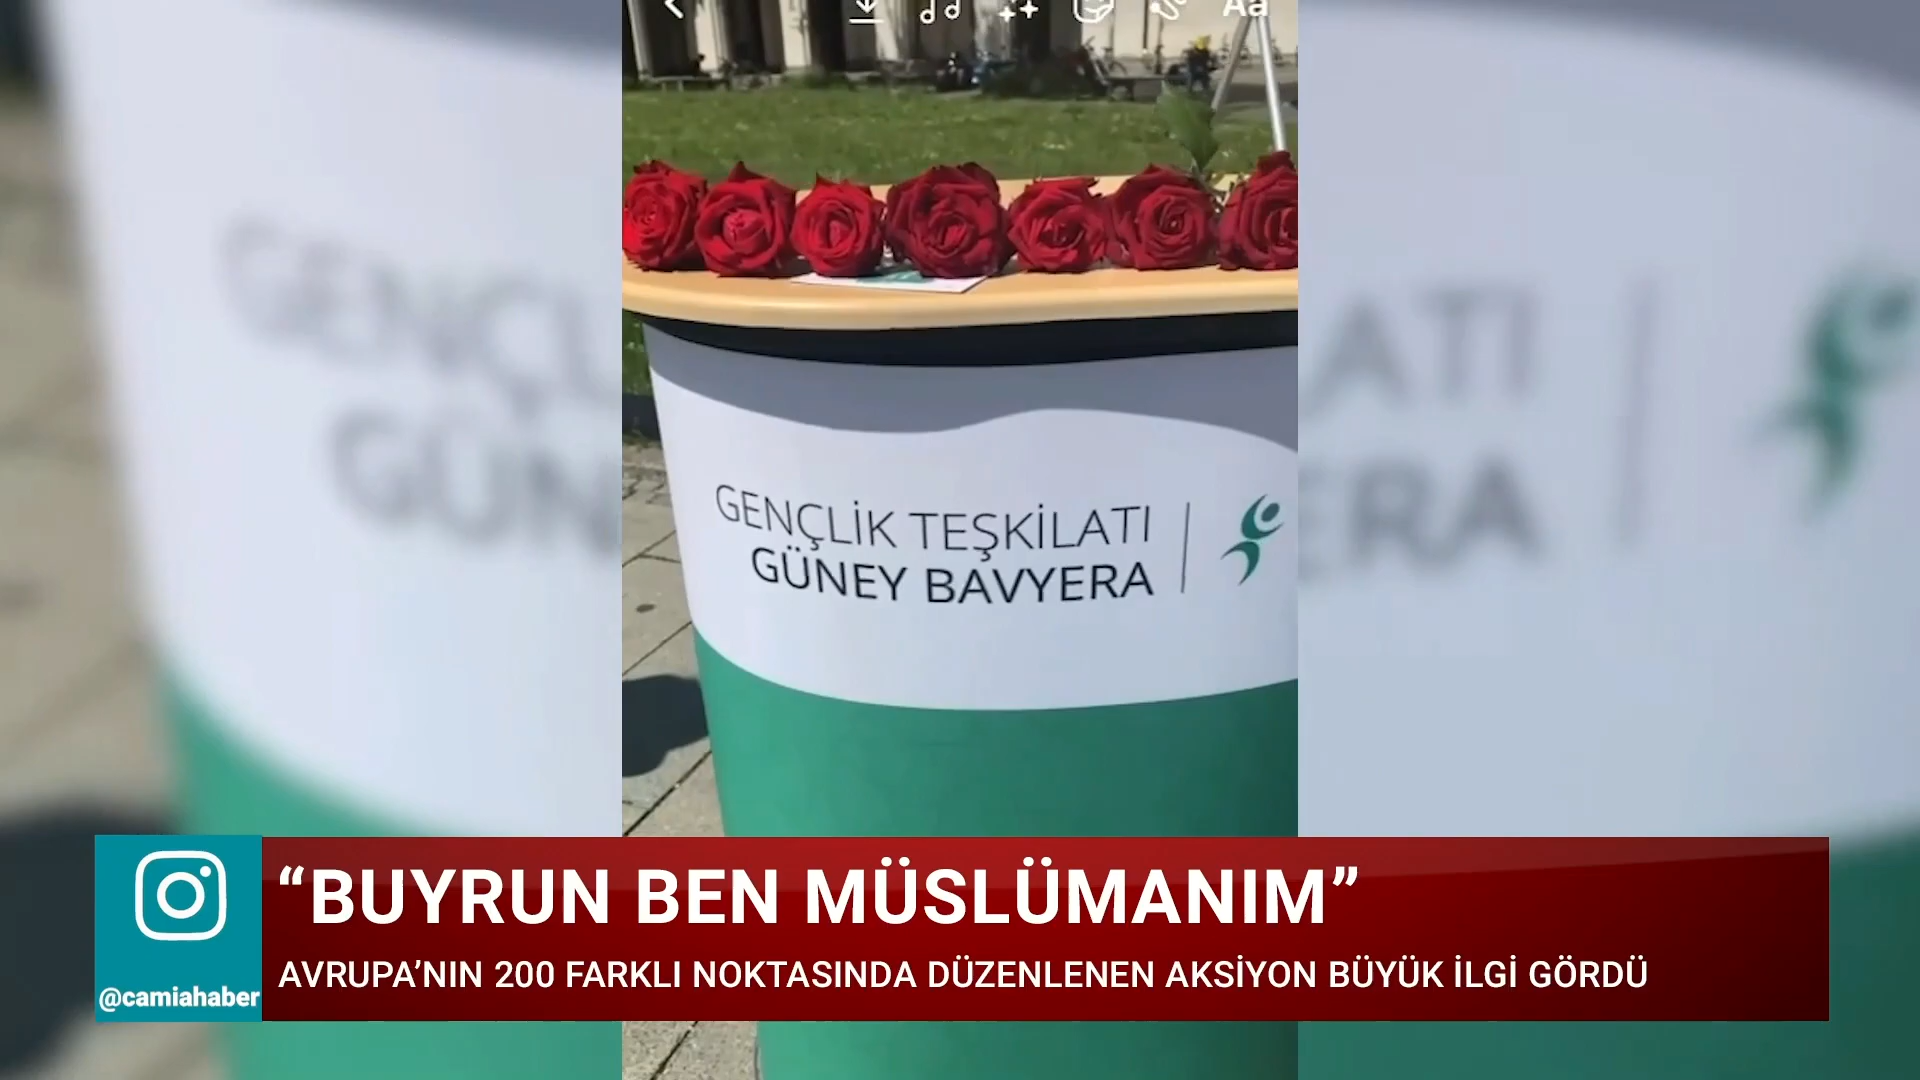 Aa
GENÇLİK TEŞKİLATI
GÜNEY BAVYERA
“BUYRUN BEN MÜSLÜMANIM”
AVRUPA’NIN 200 FARKLI NOKTASINDA DÜZENLENEN AKSİYON BÜYÜK İLGİ GÖRDÜ
@camiahaber